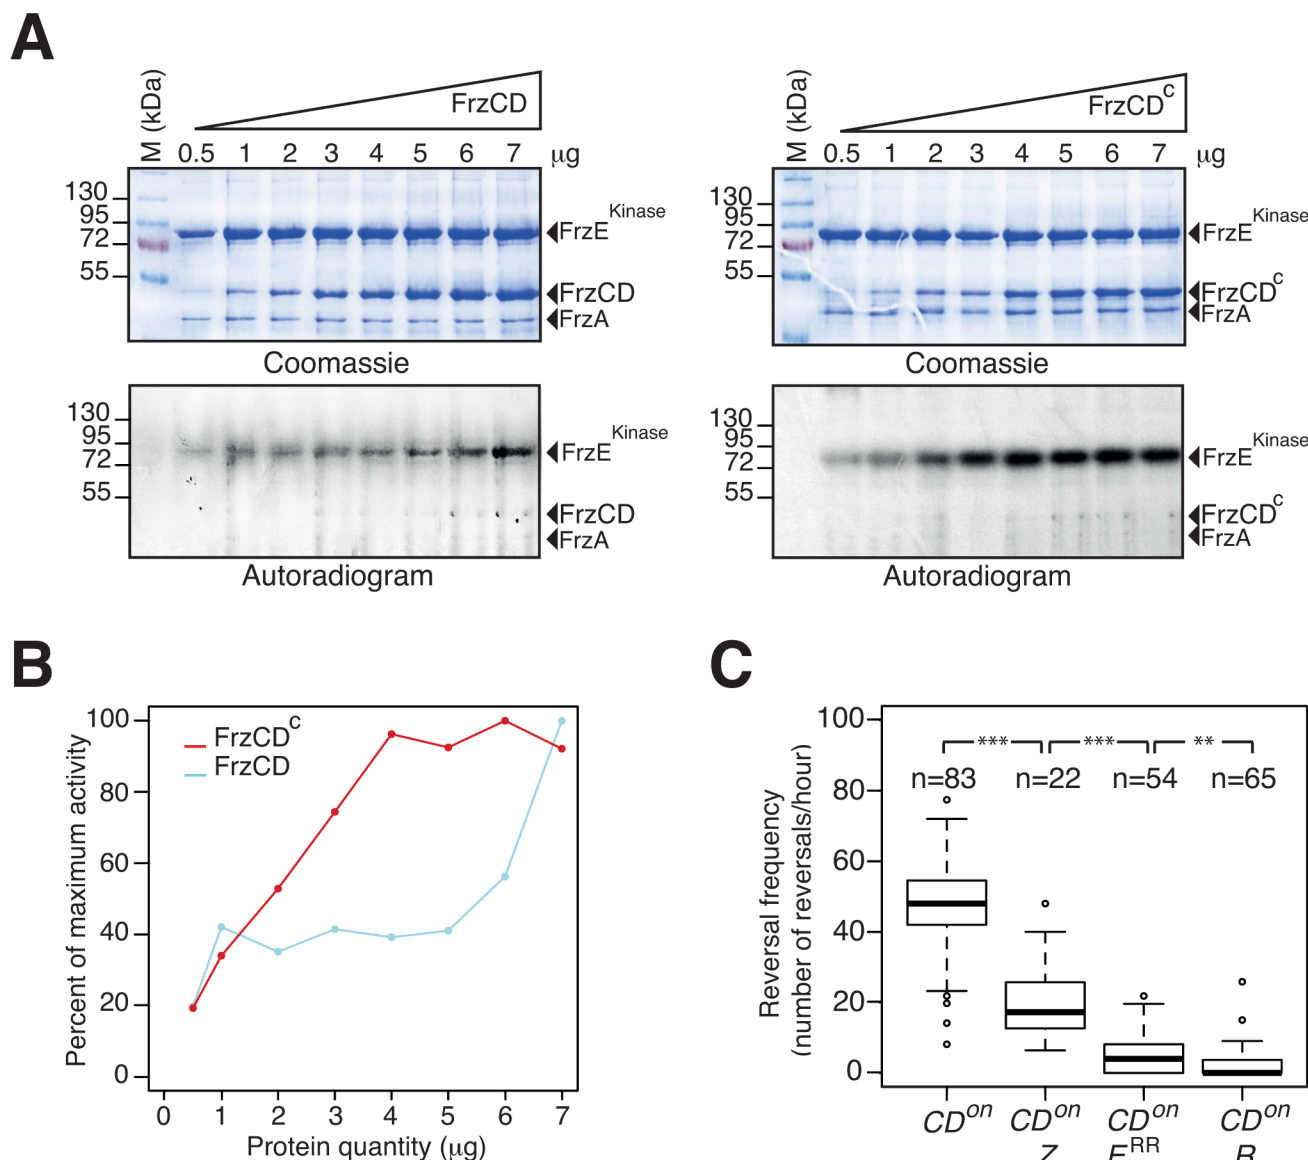 A
M (kDa)
FrzCD
0.5 1 2 3 4 5 6 7 µg
130
95
72
55
FrzE Kinase
FrzCD
FrzA
Coomassie
130
95
72
55
FrzE Kinase
FrzCD
FrzA
Autoradiogram
M (kDa)
FrzCD c
0.5 1 2 3 4 5 6 7 µg
130
95
72
55
FrzE Kinase
FrzCD c
FrzA
Coomassie
130
95
72
55
FrzE Kinase
FrzCD c
FrzA
Autoradiogram
B
Percent of maximum activity
100
80
60
40
20
0
FrzCD c
FrzCD
0 1 2 3 4 5 6 7
Protein quantity (µg)
C
Reversal frequency
(number of reversals/hour)
100
80
60
40
20
0
*** *** **
n=83 n=22 n=54 n=65
CD on CD on CD on CD on
Z RR